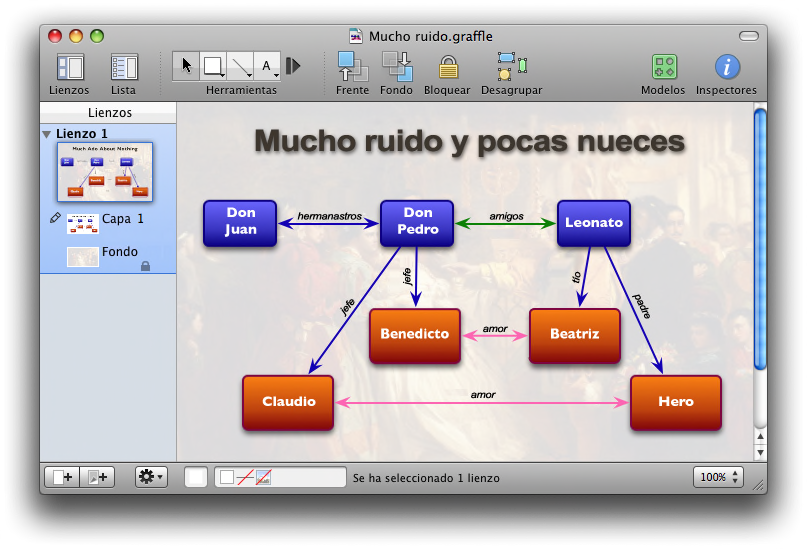 Mucho ruido.graffle
Lienzos
Lista
Herramientas
A
Frente
Fondo
Bloquear
Desagrupar
Modelos
Inspectores
Lienzos
Lienzo 1
Much Ado About Nothing
Capa 1
Fondo
Mucho ruido y pocas nueces
Don
Juan
hermanastros
Don
Pedro
amigos
Leonato
jefe
jefe
tío
padre
Benedicto
amor
Beatriz
Claudio
amor
Hero
Se ha seleccionado 1 lienzo
100%